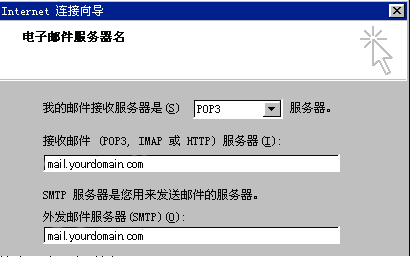 Internet 连接向导
电子邮件服务器名
我的邮件接收服务器是(S) POP3 服务器。
接收邮件 (POP3, IMAP 或 HTTP) 服务器(I):
mail.yourdomain.com
SMTP 服务器是您用来发送邮件的服务器。
外发邮件服务器(SMTP)(O):
mail.yourdomain.com